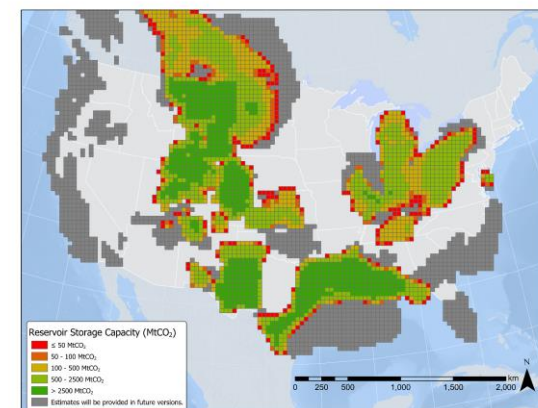 Reservoir Storage Capacity (MtCO₂)
≤ 50 MtCO₂
50 - 100 MtCO₂
100 - 500 MtCO₂
500 - 2500 MtCO₂
> 2500 MtCO₂
Estimates will be provided in future versions.
N
0 250 500 1,000 1,500 2,000
km